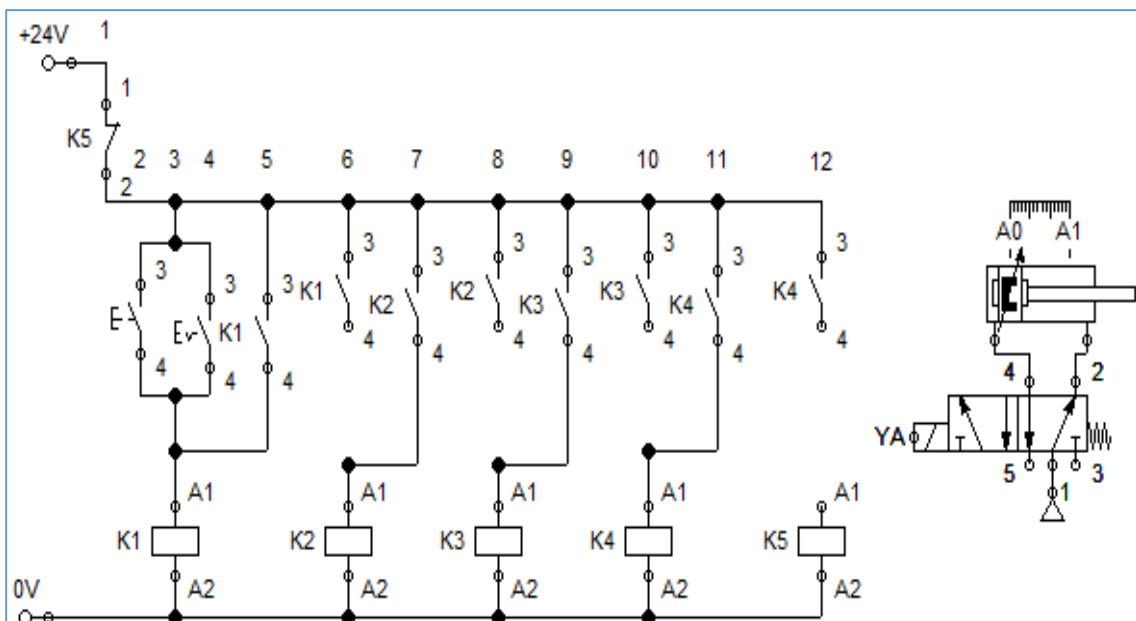 +24V 1
1
K5
2 3 4 5 6 7 8 9 10 11 12
2
A0 A1
3 3 3 3 3 3 3 3 3 3
E E K1 K1 K2 K2 K3 K3 K4 K4
4 4 4 4 4 4 4 4 4 4
4 2
YA
5 1 3
A1 A1 A1 A1 A1
K1 K2 K3 K4 K5
A2 A2 A2 A2 A2
0V